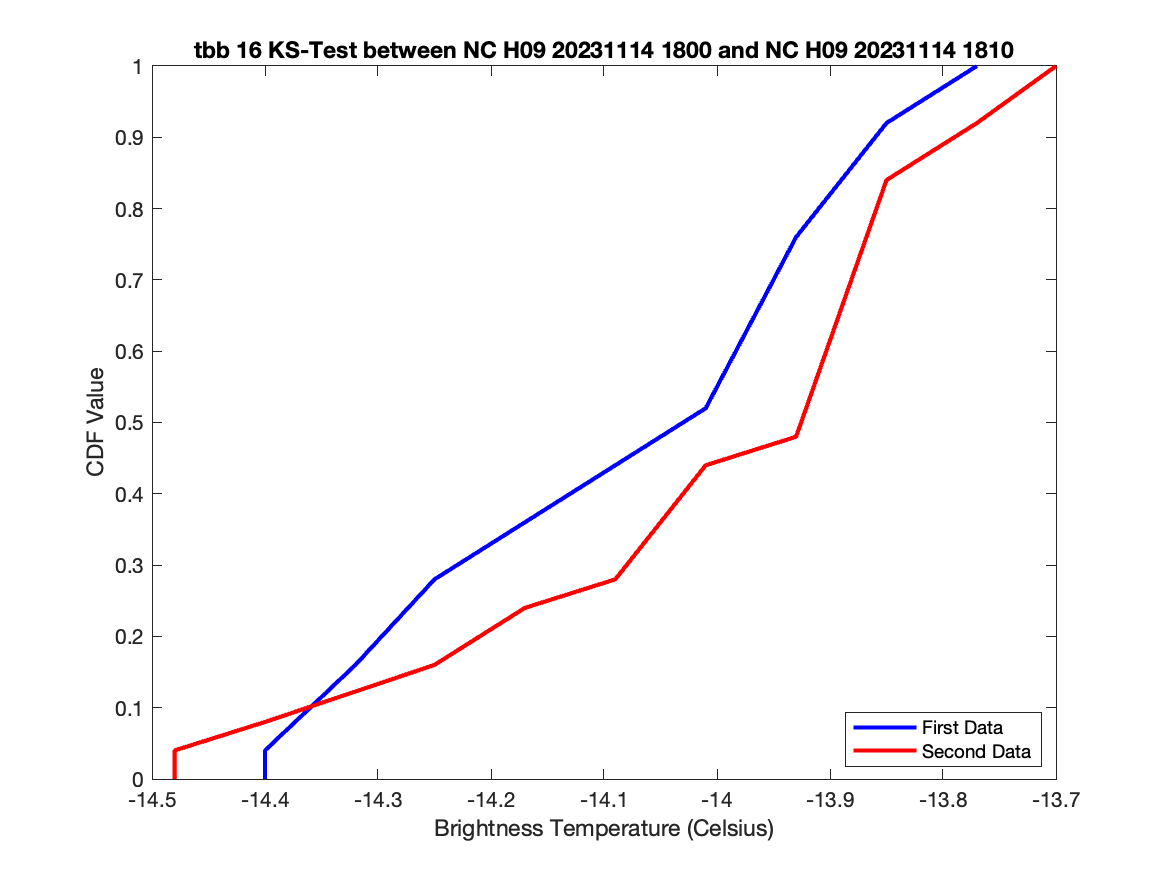 tbb 16 KS-Test between NC H09 20231114 1800 and NC H09 20231114 1810
1
0.9
0.8
0.7
0.6
0.5
0.4
0.3
0.2
0.1
0
CDF Value
First Data
Second Data
-14.5 -14.4 -14.3 -14.2 -14.1 -14 -13.9 -13.8 -13.7
Brightness Temperature (Celsius)